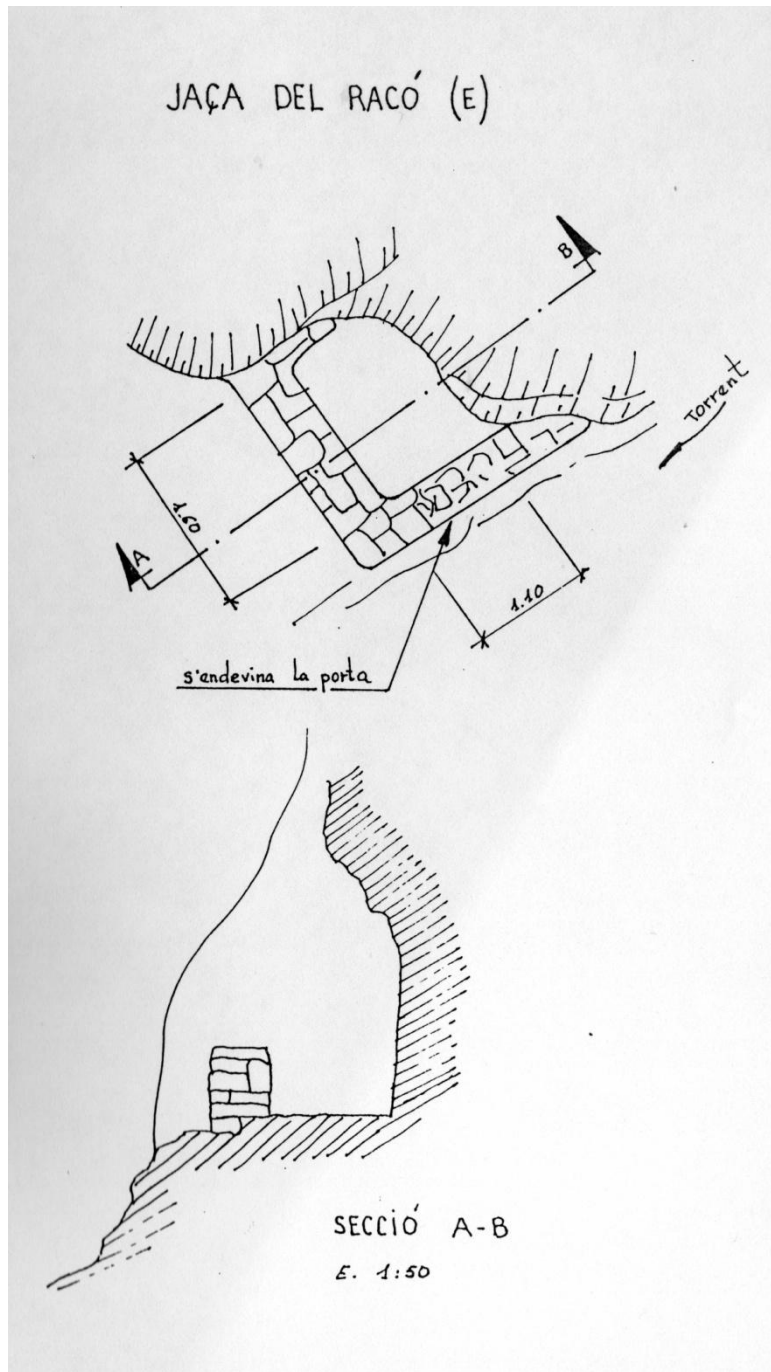 JAÇA DEL RACÓ (E)
B
Torrent
1.60
A
1.10
s'endevina la porta
SECCIÓ A-B
E. 1:50